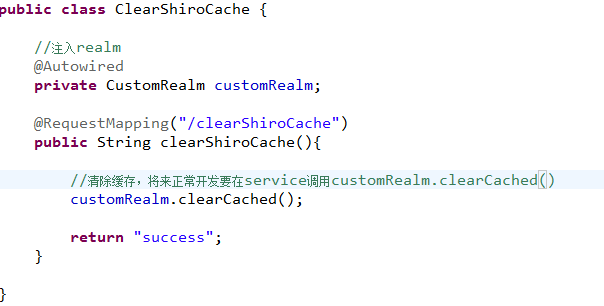 public class ClearShiroCache {
//注入realm
@Autowired
private CustomRealm customRealm;
@RequestMapping("/clearShiroCache")
public String clearShiroCache(){
//清除缓存，将来正常开发要在service调用customRealm.clearCached()
customRealm.clearCached();
return "success";
}
}